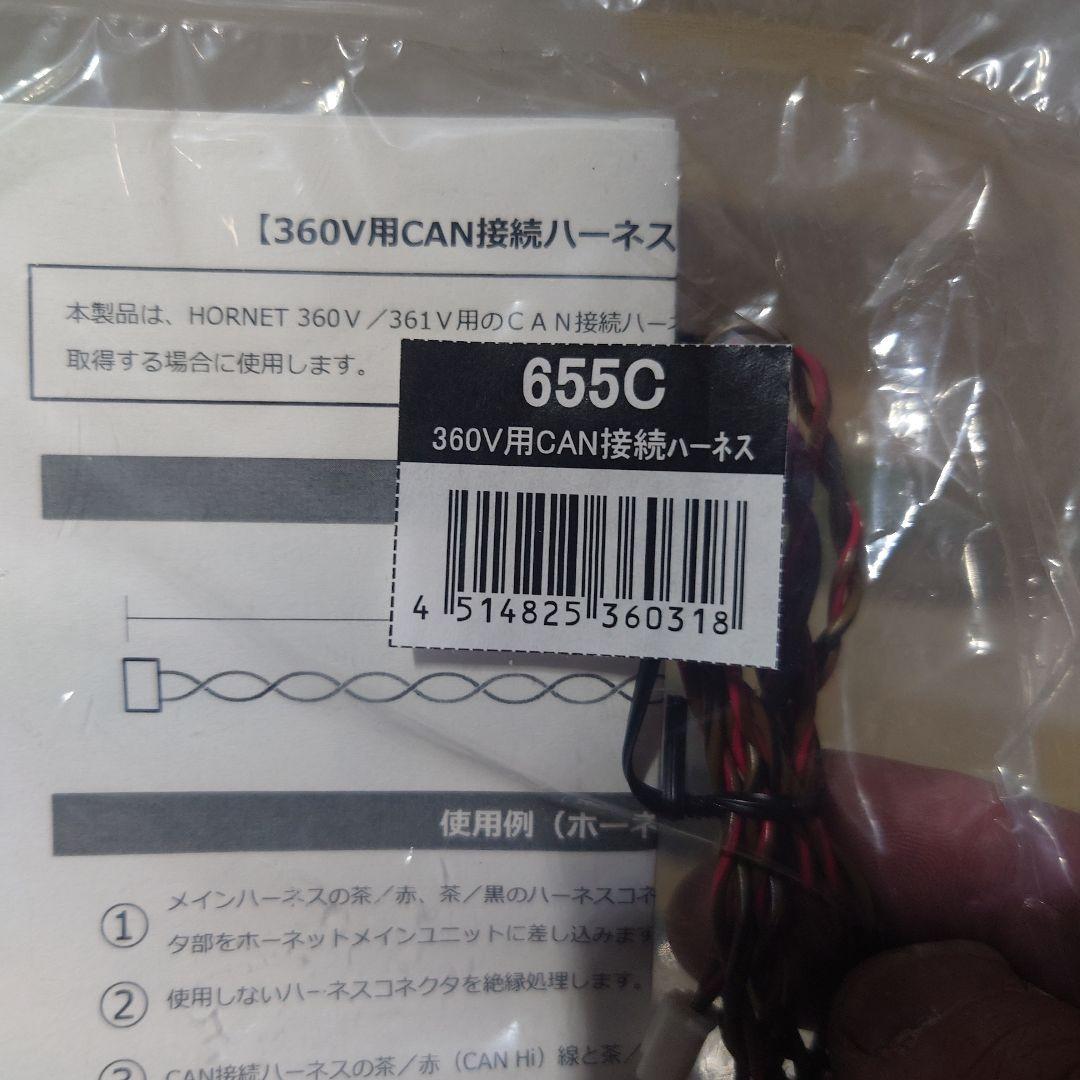 【360V用CAN接続ハーネス
本製品は、HORNET 360V／361V用のＣＡＮ接続ハーネ
取得する場合に使用します。
655C
360V用CAN接続ハーネス
4 514825 360318
使用例（ホーネ
① メインハーネスの茶／赤、茶／黒のハーネスコネ
タ部をホーネットメインユニットに差し込みます
② 使用しないハーネスコネクタを絶縁処理します。
③ CAN接続ハーネスの茶／赤（CAN Hi）線と茶／